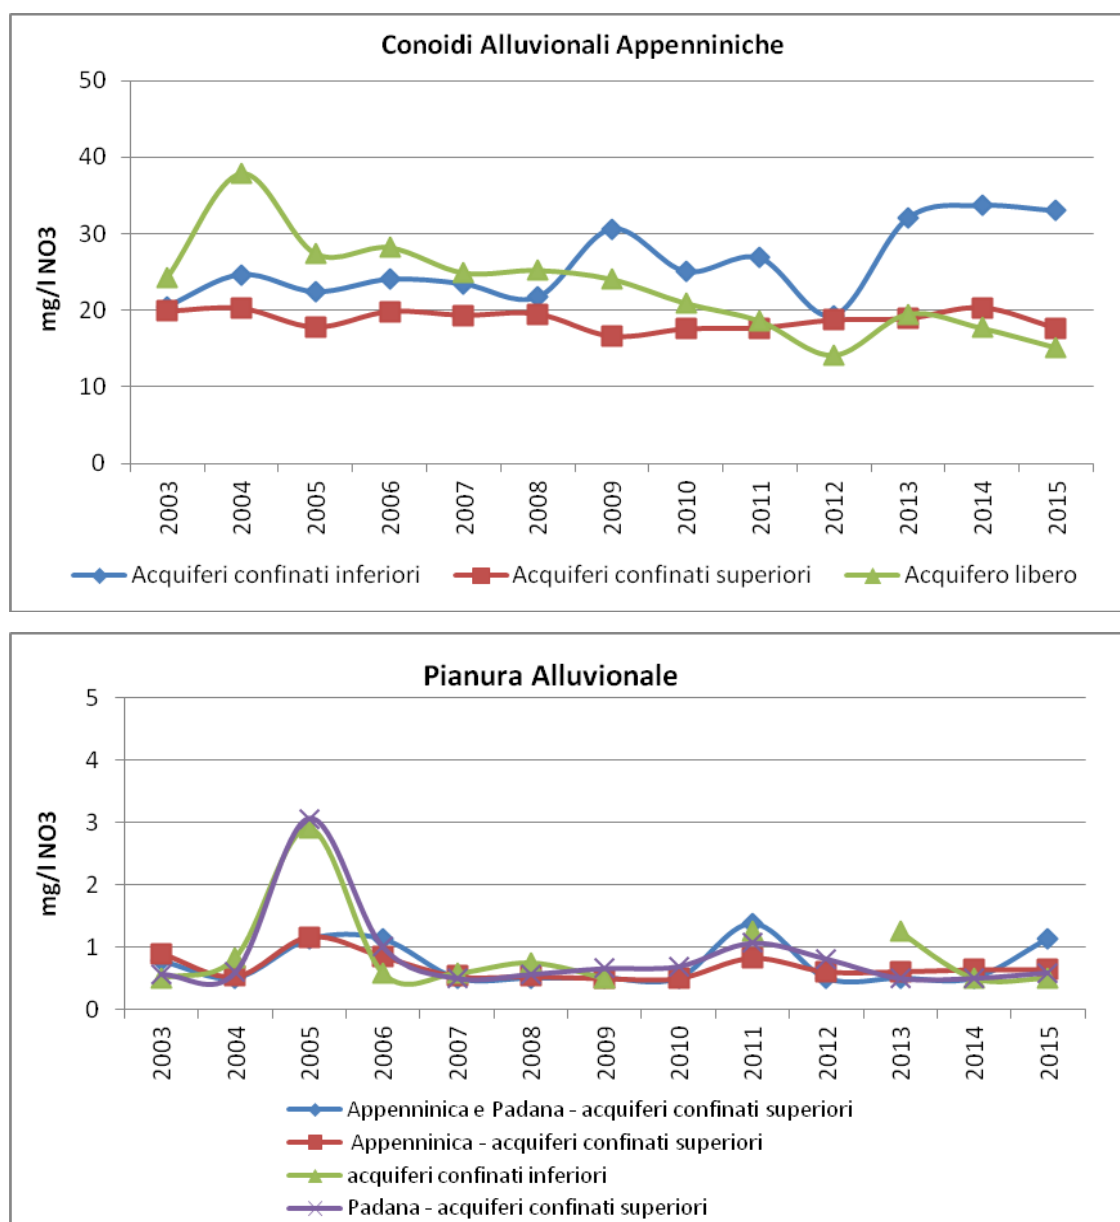 Conoidi Alluvionali Appenniniche
50
40
30
20
10
0
mg/l NO3
2003 2004 2005 2006 2007 2008 2009 2010 2011 2012 2013 2014 2015
Acquiferi confinati inferiori Acquiferi confinati superiori Acquifero libero
Pianura Alluvionale
5
4
3
2
1
0
mg/l NO3
2003 2004 2005 2006 2007 2008 2009 2010 2011 2012 2013 2014 2015
Appenninica e Padana - acquiferi confinati superiori
Appenninica - acquiferi confinati superiori
acquiferi confinati inferiori
Padana - acquiferi confinati superiori